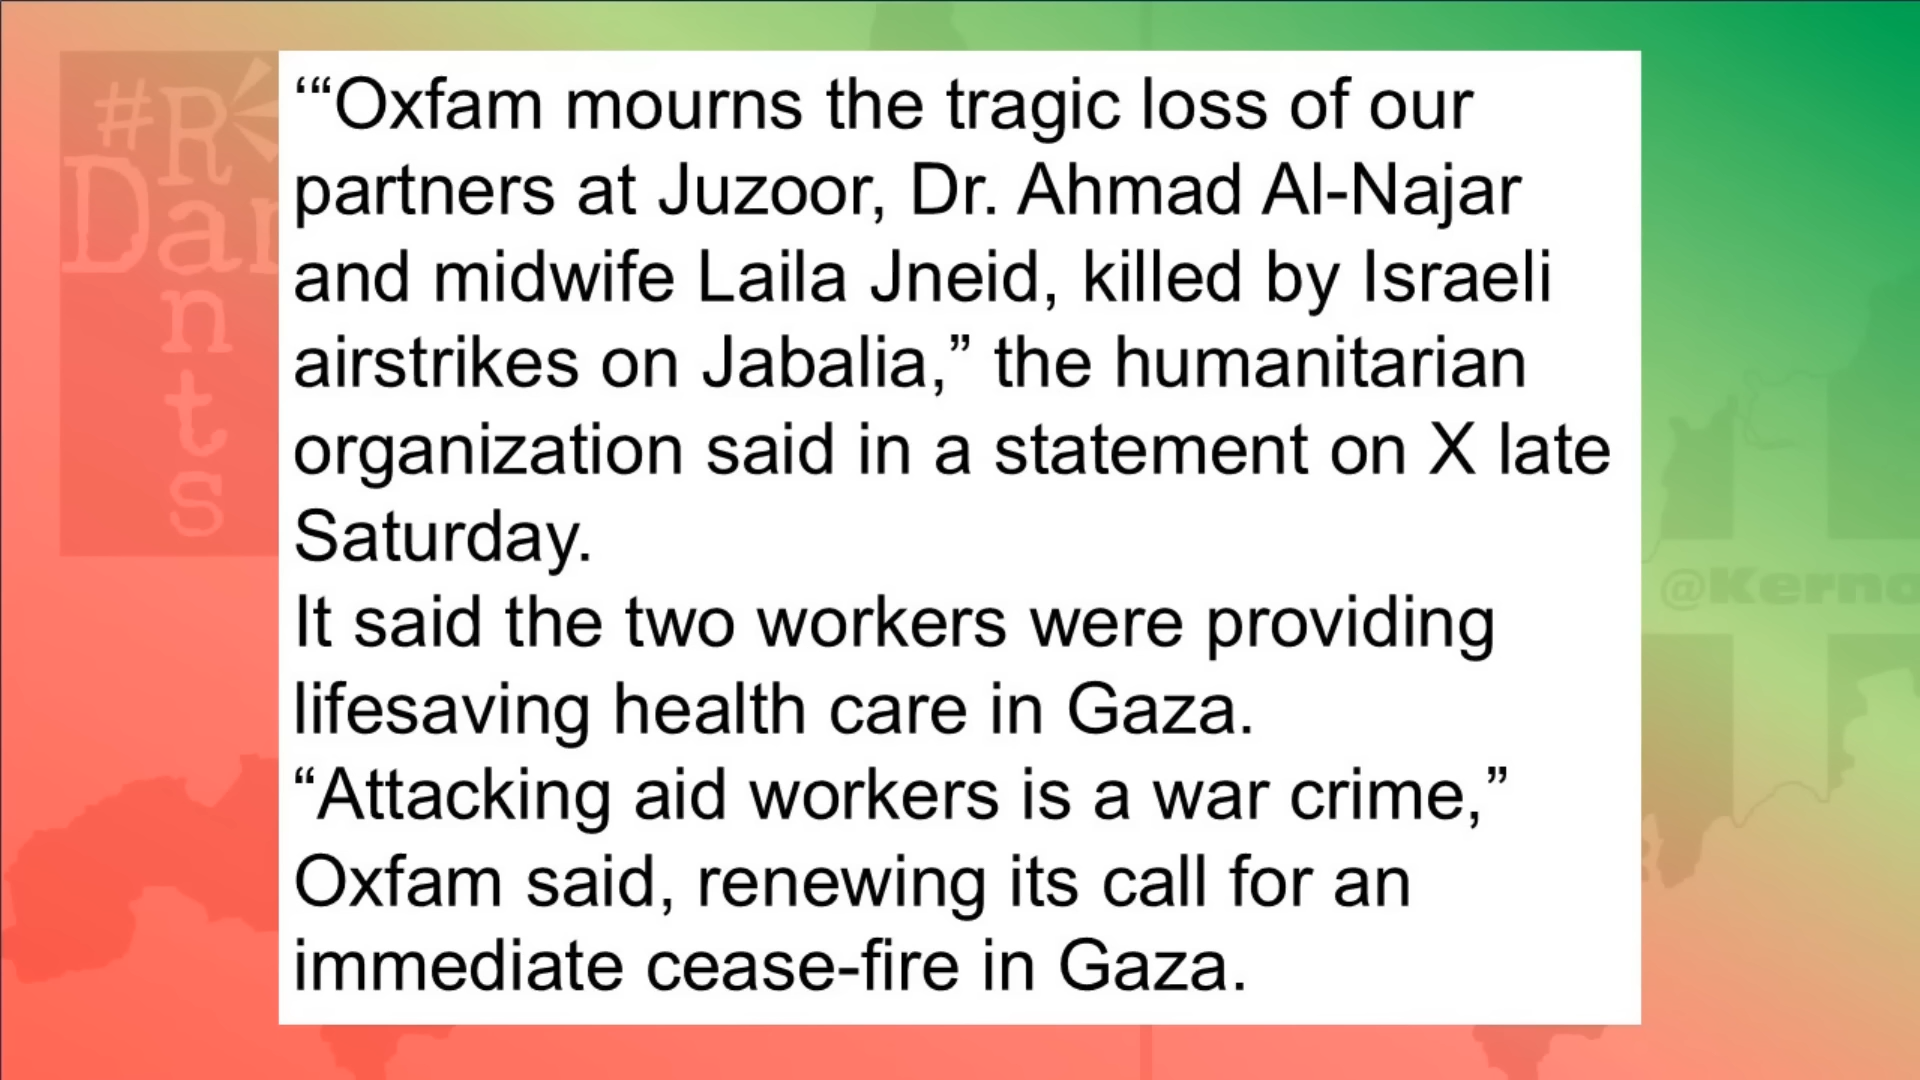 #R
Dan
n
t
s
‘“Oxfam mourns the tragic loss of our
partners at Juzoor, Dr. Ahmad Al-Najar
and midwife Laila Jneid, killed by Israeli
airstrikes on Jabalia,” the humanitarian
organization said in a statement on X late
Saturday.
It said the two workers were providing
lifesaving health care in Gaza.
“Attacking aid workers is a war crime,”
Oxfam said, renewing its call for an
immediate cease-fire in Gaza.
@Kerno